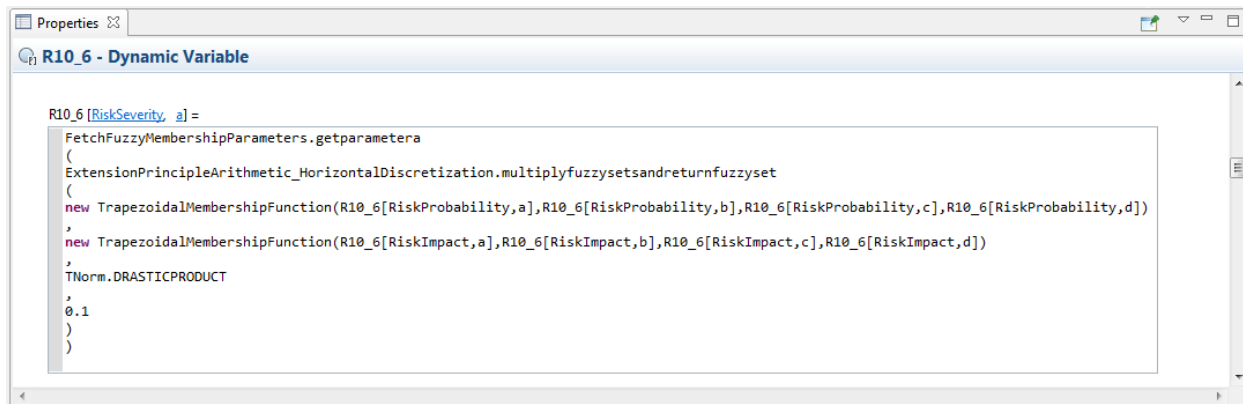 Properties
R10_6 - Dynamic Variable
R10_6 [RiskSeverity, a] =
FetchFuzzyMembershipParameters.getparametera
(
ExtensionPrincipleArithmetic_HorizontalDiscretization.multiplyfuzzysetsandreturnfuzzyset
(
new TrapezoidalMembershipFunction(R10_6[RiskProbability,a],R10_6[RiskProbability,b],R10_6[RiskProbability,c],R10_6[RiskProbability,d])
,
new TrapezoidalMembershipFunction(R10_6[RiskImpact,a],R10_6[RiskImpact,b],R10_6[RiskImpact,c],R10_6[RiskImpact,d])
,
TNorm.DRASTICPRODUCT
,
0.1
)
)